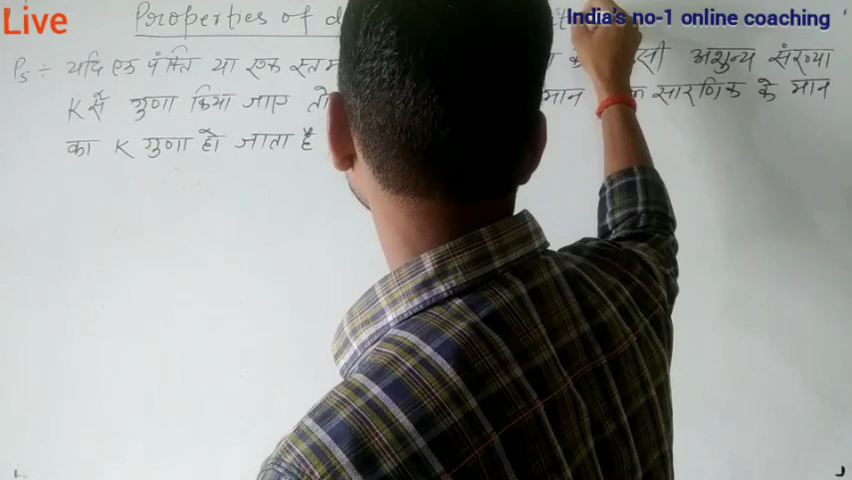 Live
India's no-1 online coaching
Properties of d
P5 ÷ यदि एक पंक्ति या एक स्तम अशुन्य संख्या
K से गुणा किया जाए तो मान सारणिक के मान
का K गुणा हो जाता है